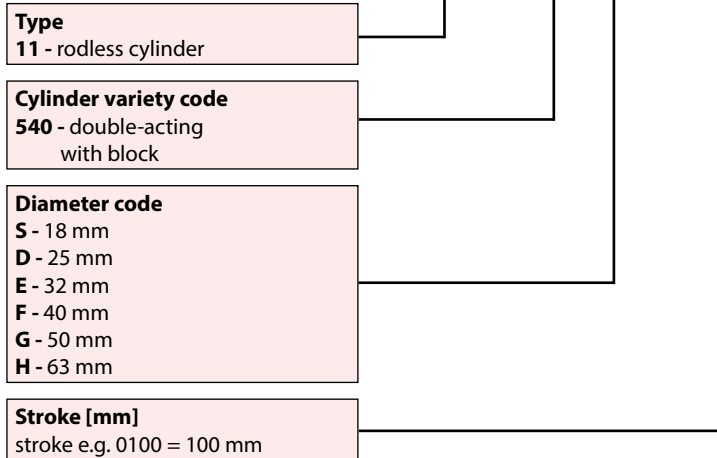 Type
11 - rodless cylinder
Cylinder variety code
540 - double-acting
with block
Diameter code
S - 18 mm
D - 25 mm
E - 32 mm
F - 40 mm
G - 50 mm
H - 63 mm
Stroke [mm]
stroke e.g. 0100 = 100 mm